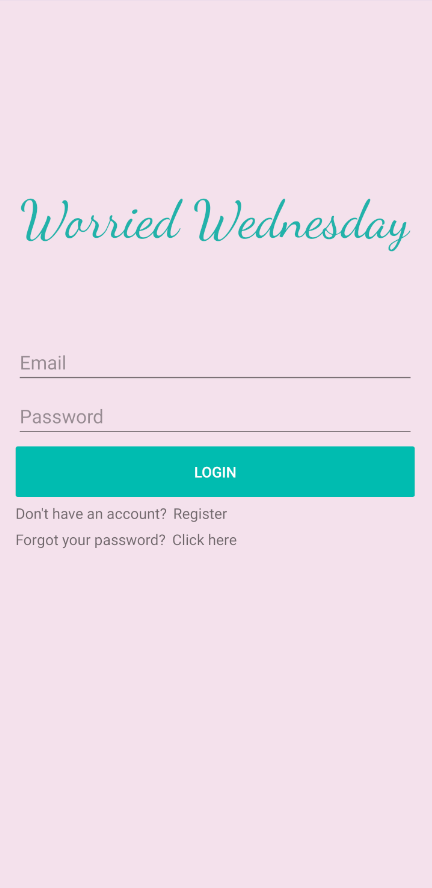 Worried Wednesday
Email
Password
LOGIN
Don't have an account? Register
Forgot your password? Click here